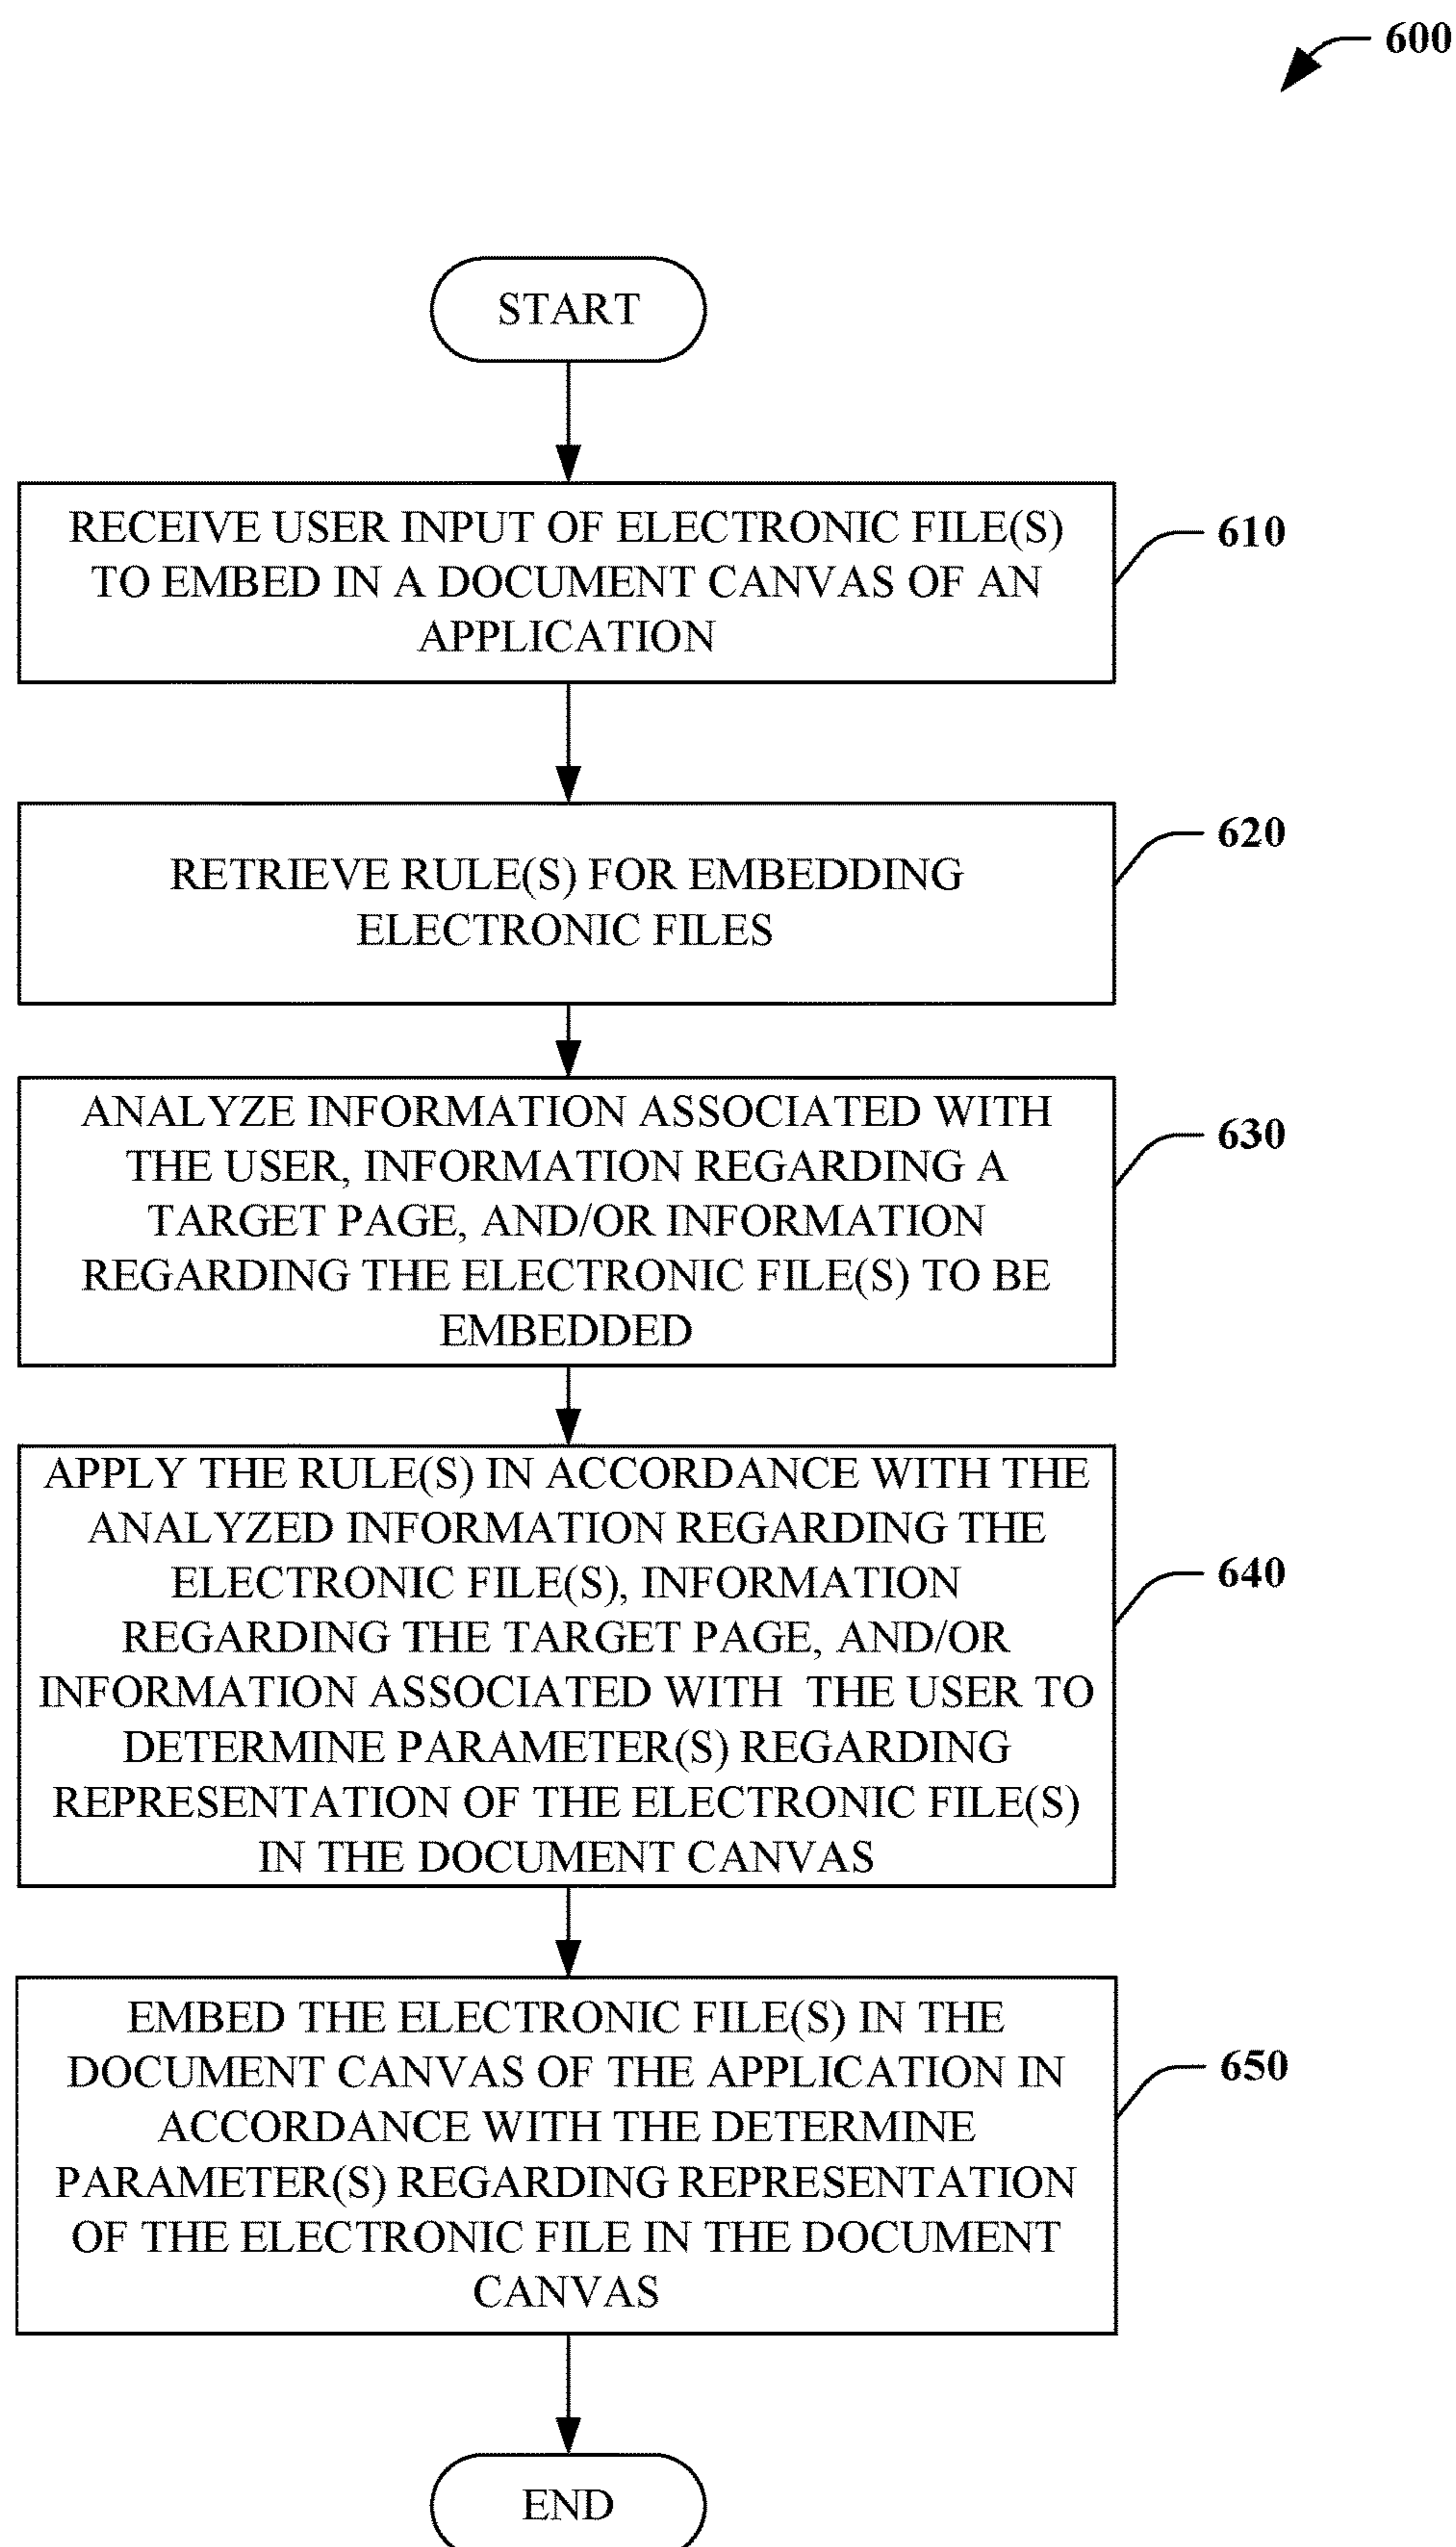 600
START
RECEIVE USER INPUT OF ELECTRONIC FILE(S)
TO EMBED IN A DOCUMENT CANVAS OF AN
APPLICATION
610
RETRIEVE RULE(S) FOR EMBEDDING
ELECTRONIC FILES
620
ANALYZE INFORMATION ASSOCIATED WITH
THE USER, INFORMATION REGARDING A
TARGET PAGE, AND/OR INFORMATION
REGARDING THE ELECTRONIC FILE(S) TO BE
EMBEDDED
630
APPLY THE RULE(S) IN ACCORDANCE WITH THE
ANALYZED INFORMATION REGARDING THE
ELECTRONIC FILE(S), INFORMATION
REGARDING THE TARGET PAGE, AND/OR
INFORMATION ASSOCIATED WITH THE USER TO
DETERMINE PARAMETER(S) REGARDING
REPRESENTATION OF THE ELECTRONIC FILE(S)
IN THE DOCUMENT CANVAS
640
EMBED THE ELECTRONIC FILE(S) IN THE
DOCUMENT CANVAS OF THE APPLICATION IN
ACCORDANCE WITH THE DETERMINE
PARAMETER(S) REGARDING REPRESENTATION
OF THE ELECTRONIC FILE IN THE DOCUMENT
CANVAS
650
END